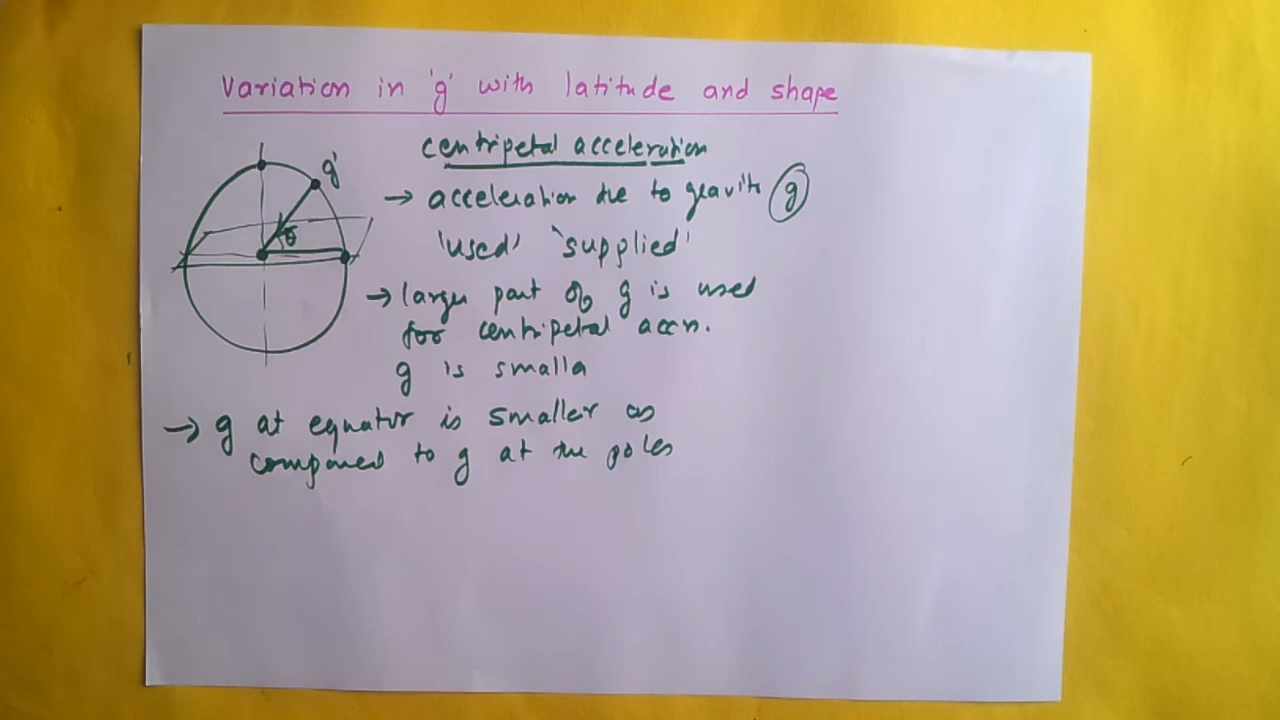 Variation in 'g' with latitude and shape
g'
θ
centripetal acceleration
→ acceleration due to gravity g
'used' 'supplied'
→ larger part of g is used
for centripetal accn.
g is smaller
→ g at equator is smaller as
compared to g at the poles